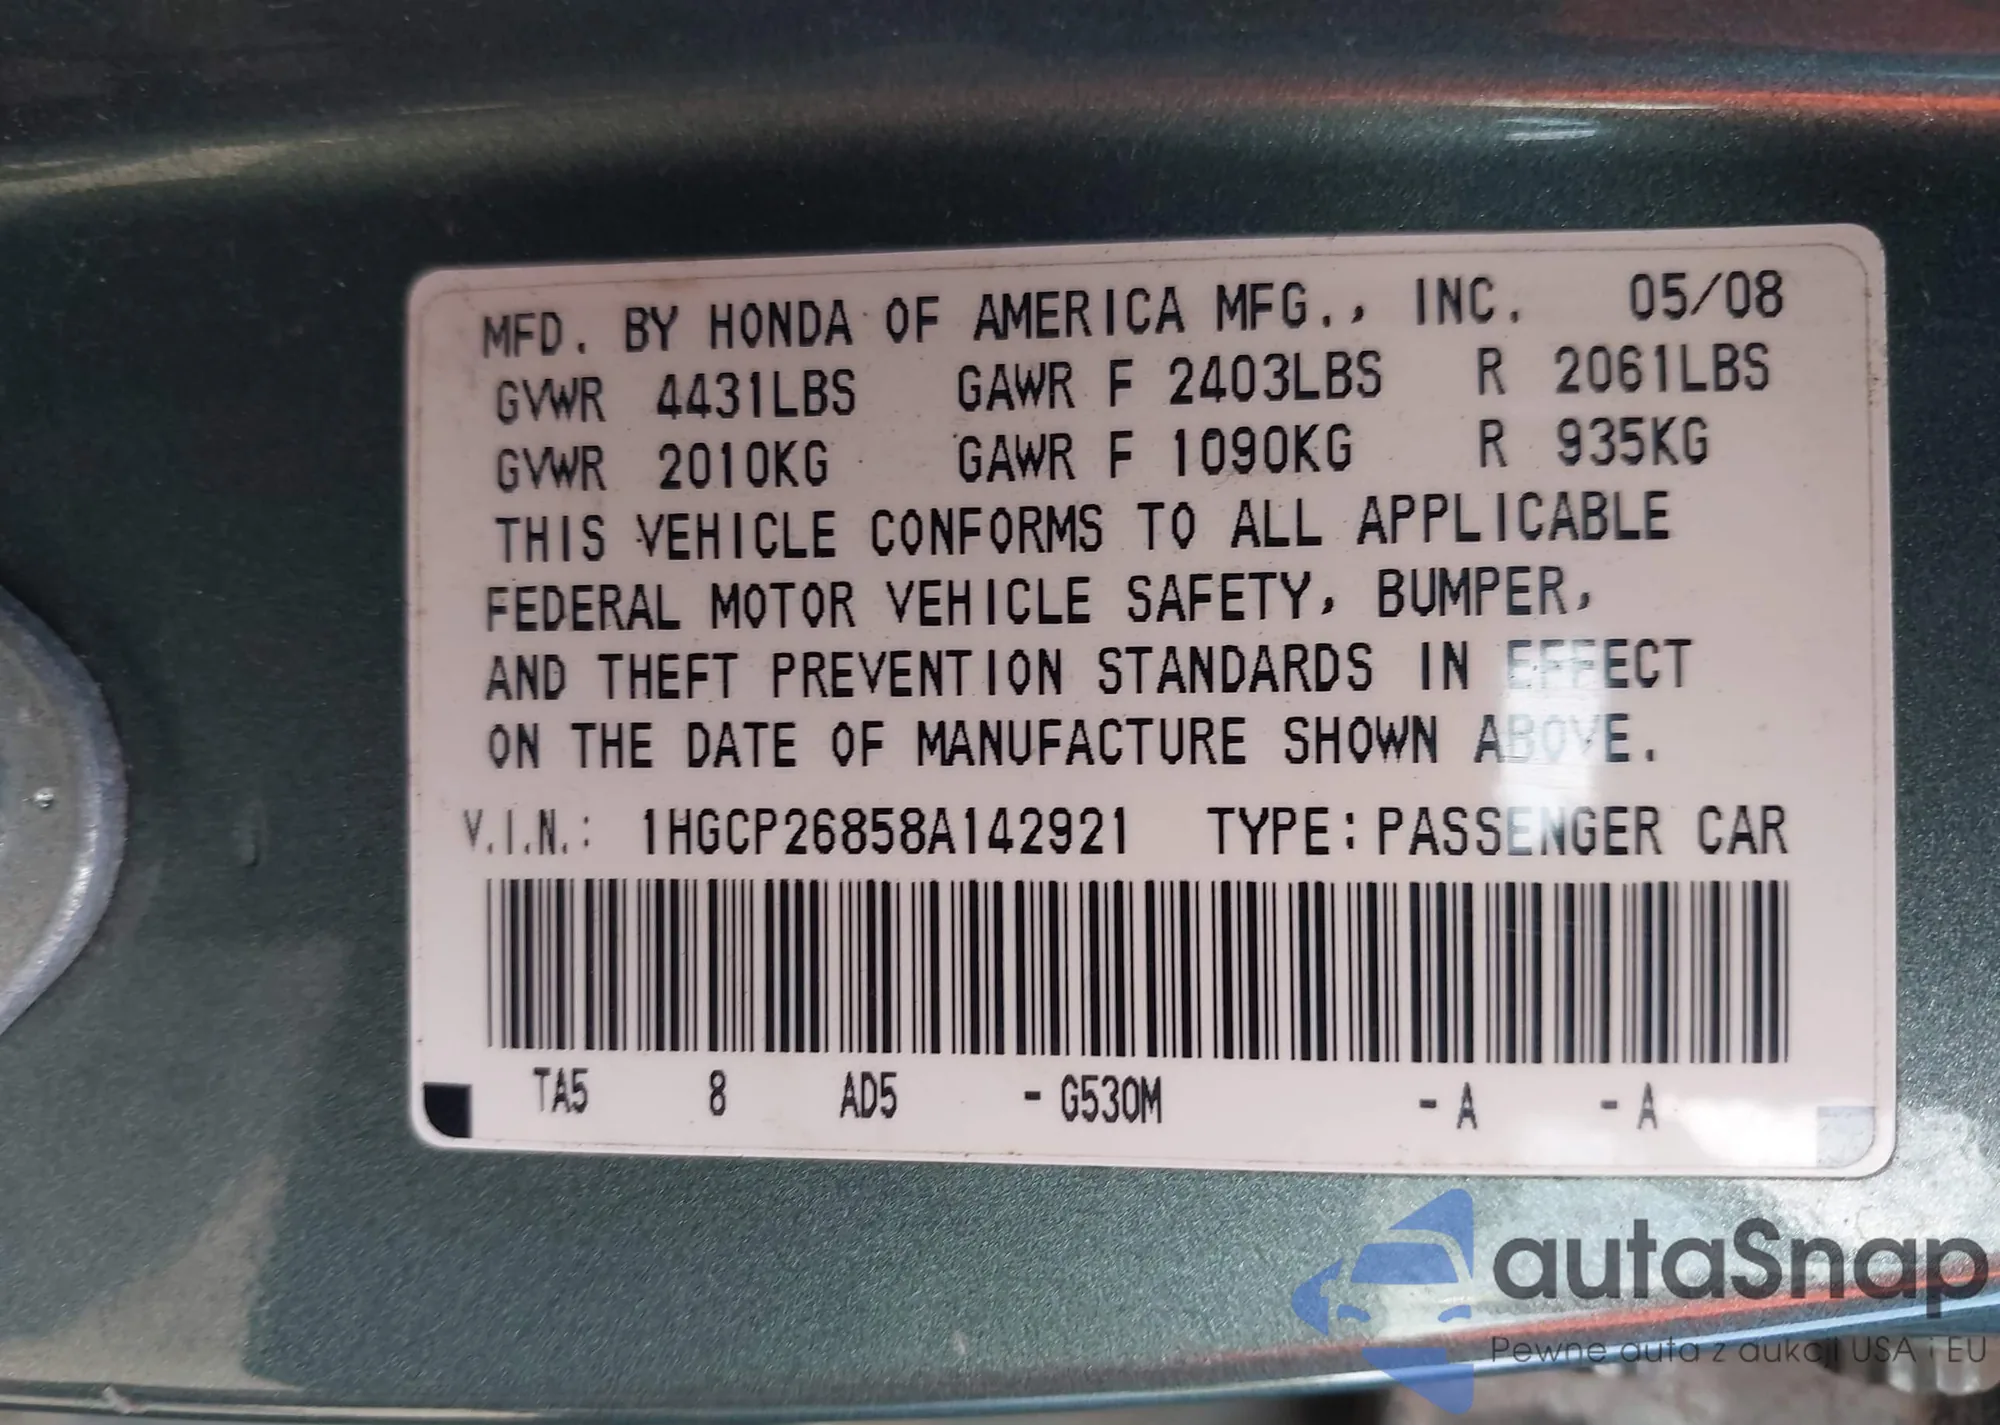 MFD. BY HONDA OF AMERICA MFG., INC. 05/08
GVWR 4431LBS GAWR F 2403LBS R 2061LBS
GVWR 2010KG GAWR F 1090KG R 935KG
THIS VEHICLE CONFORMS TO ALL APPLICABLE
FEDERAL MOTOR VEHICLE SAFETY, BUMPER,
AND THEFT PREVENTION STANDARDS IN EFFECT
ON THE DATE OF MANUFACTURE SHOWN ABOVE.
V.I.N.: 1HGCP26858A142921 TYPE: PASSENGER CAR
TA5 8 AD5 - G530M - A - A
autaSnap
Pewne auta z aukcji USA i EU